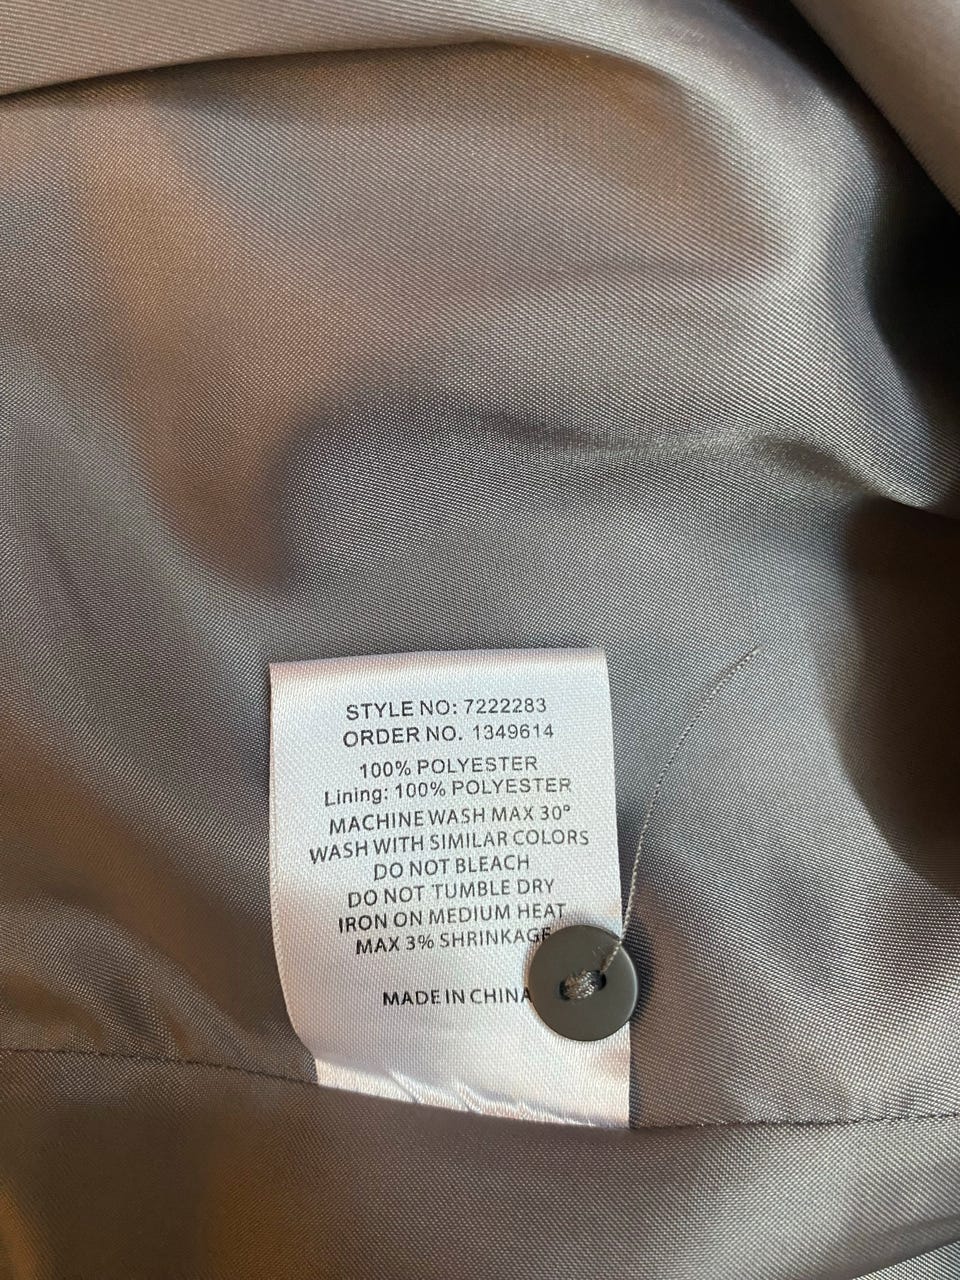 STYLE NO: 7222283
ORDER NO. 1349614
100% POLYESTER
Lining: 100% POLYESTER
MACHINE WASH MAX 30°
WASH WITH SIMILAR COLORS
DO NOT BLEACH
DO NOT TUMBLE DRY
IRON ON MEDIUM HEAT
MAX 3% SHRINKAGE
MADE IN CHINA